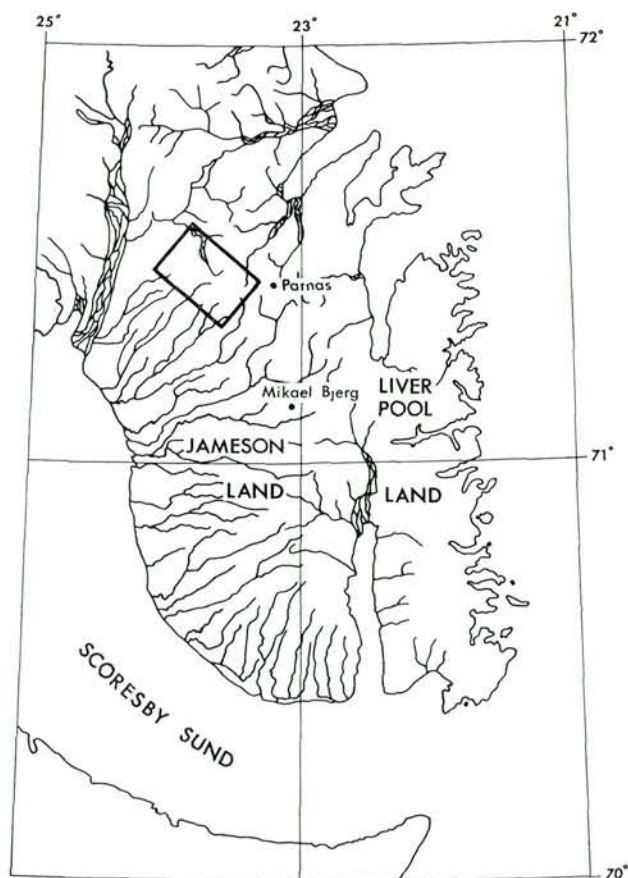 25°
23°
21°
72°
Parnas
Mikael Bjerg
LIVER
POOL
JAMESON
71°
LAND
LAND
SCORESBY SUND
70°